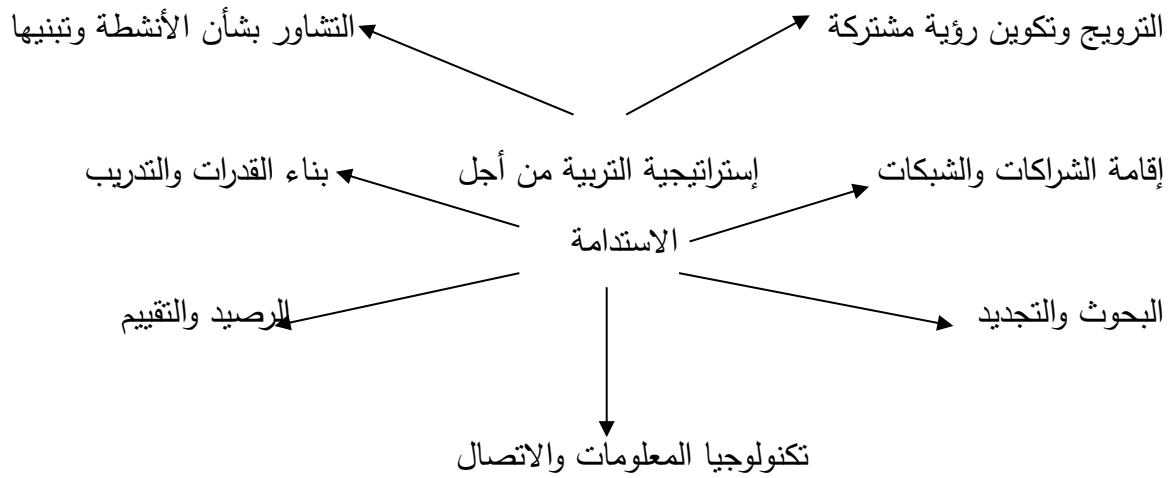 الترويج وتكوين رؤية مشتركة
التشاور بشأن الأنشطة وتبنيها
إقامة الشراكات والشبكات
إستراتيجية التربية من أجل
الاستدامة
بناء القدرات والتدريب
البحوث والتجديد
الرصيد والتقييم
تكنولوجيا المعلومات والاتصال